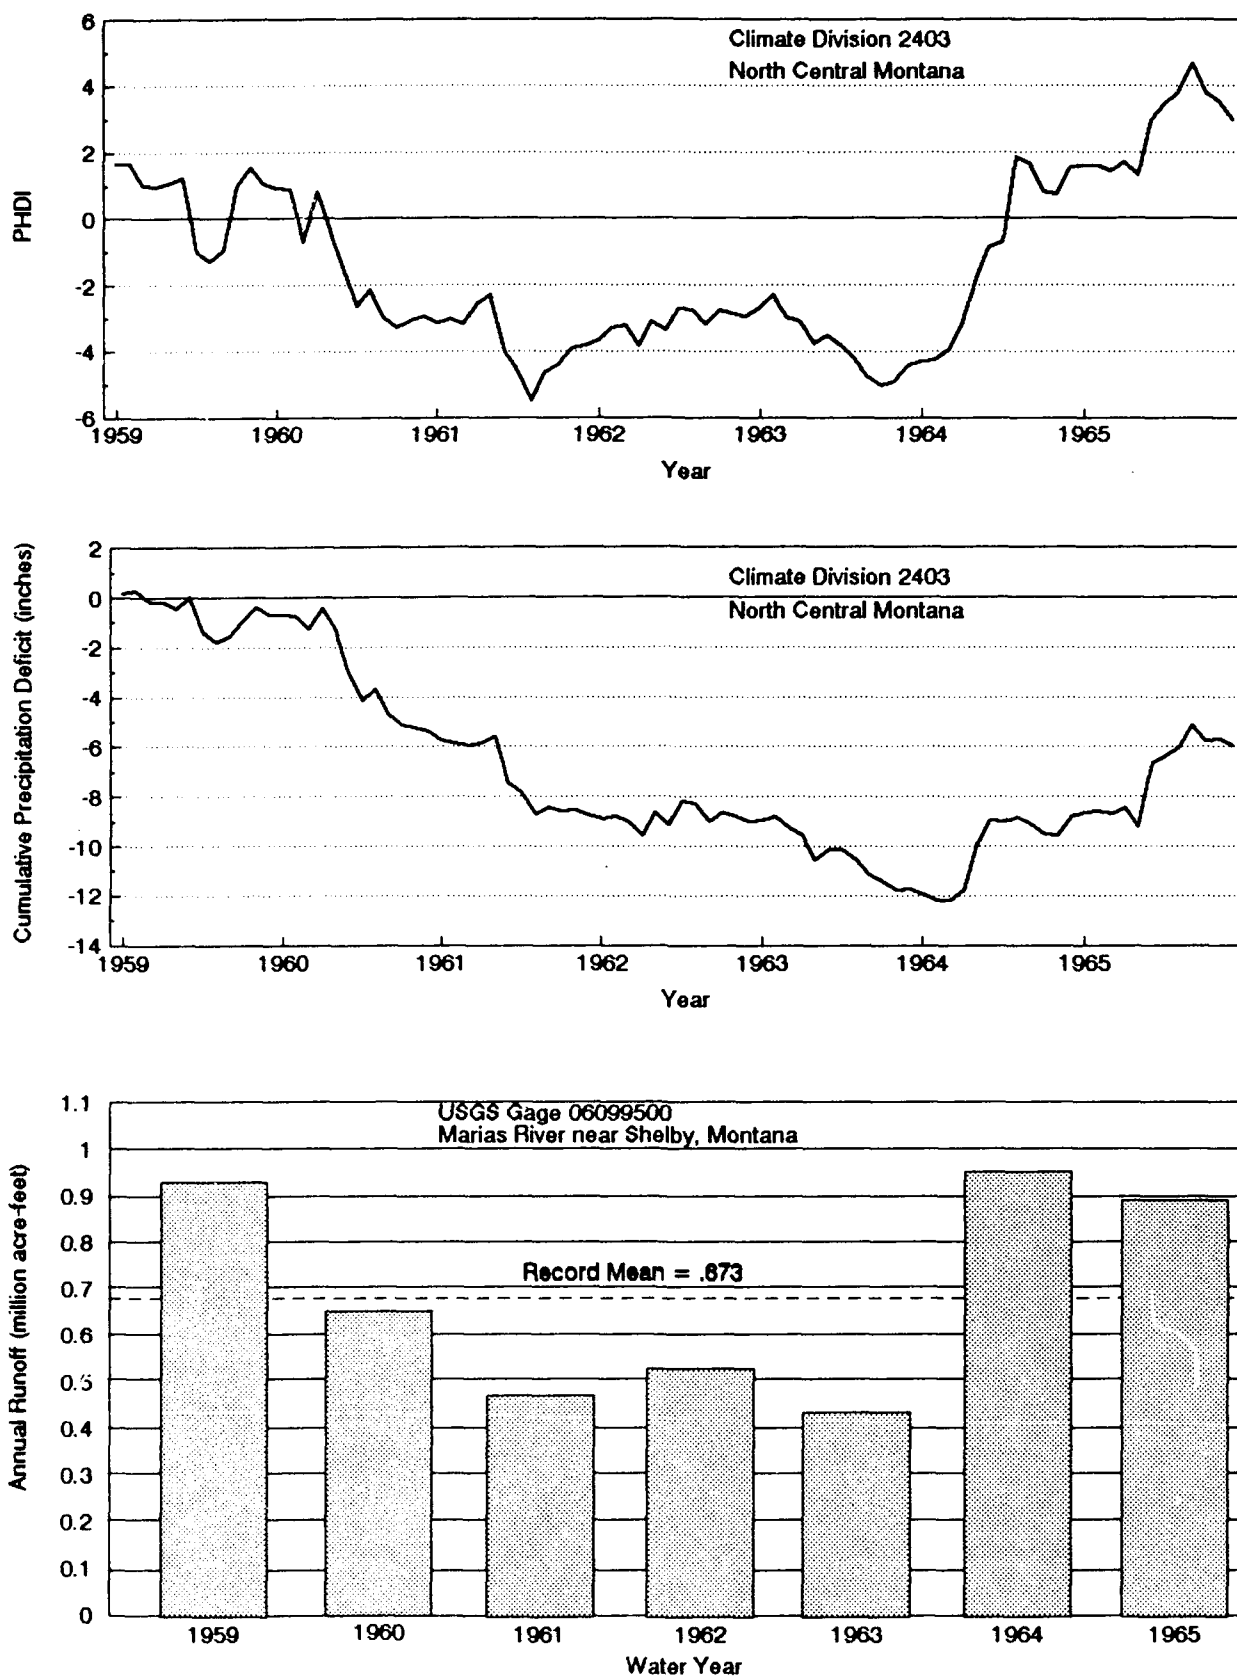 6
4
2
0
-2
-4
-6
PHDI
Climate Division 2403
North Central Montana
1959 1960 1961 1962 1963 1964 1965
Year
2
0
-2
-4
-6
-8
-10
-12
-14
Cumulative Precipitation Deficit (inches)
Climate Division 2403
North Central Montana
1959 1960 1961 1962 1963 1964 1965
Year
1.1
1
0.9
0.8
0.7
0.6
0.5
0.4
0.3
0.2
0.1
0
Annual Runoff (million acre-feet)
USGS Gage 06099500
Marias River near Shelby, Montana
Record Mean = .673
1959 1960 1961 1962 1963 1964 1965
Water Year